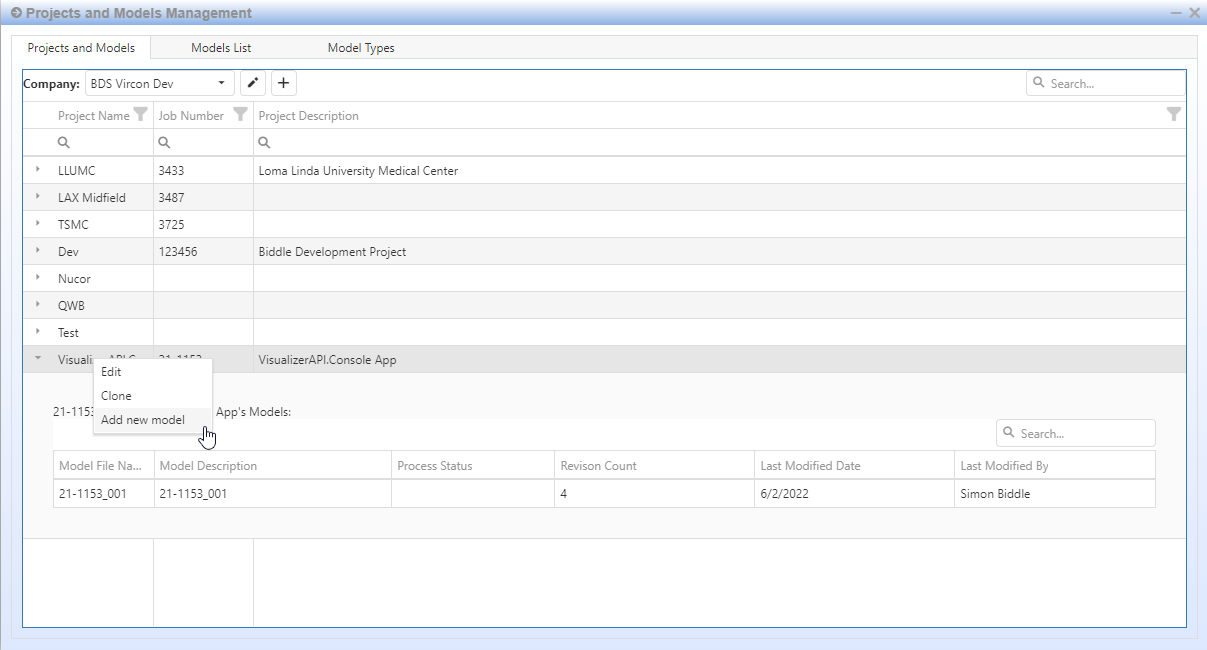 Projects and Models Management
Projects and Models Models List Model Types
Company: BDS Vircon Dev Search...
Project Name Job Number Project Description
LLUMC 3433 Loma Linda University Medical Center
LAX Midfield 3487
TSMC 3725
Dev 123456 Biddle Development Project
Nucor
QWB
Test
21-1153 VisualizerAPI.Console App
Edit
Clone
21-1153 App's Models:
Add new model
Search...
Model File Na... Model Description Process Status Revison Count Last Modified Date Last Modified By
21-1153_001 21-1153_001 4 6/2/2022 Simon Biddle